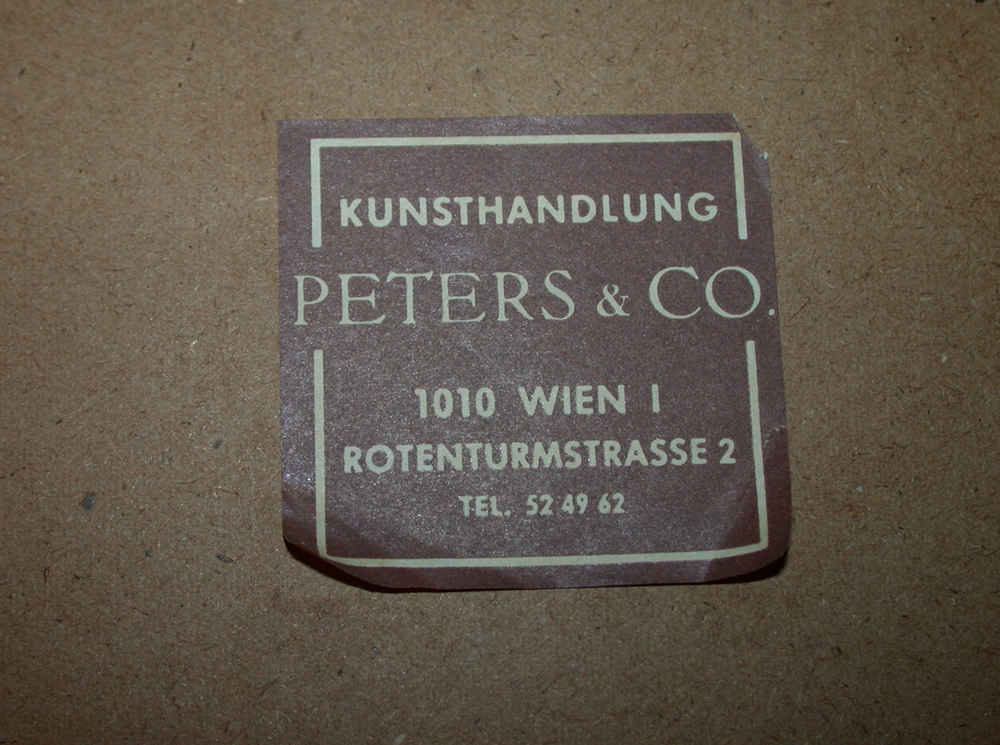 KUNSTHANDLUNG
PETERS & CO.
1010 WIEN I
ROTENTURMSTRASSE 2
TEL. 52 49 62